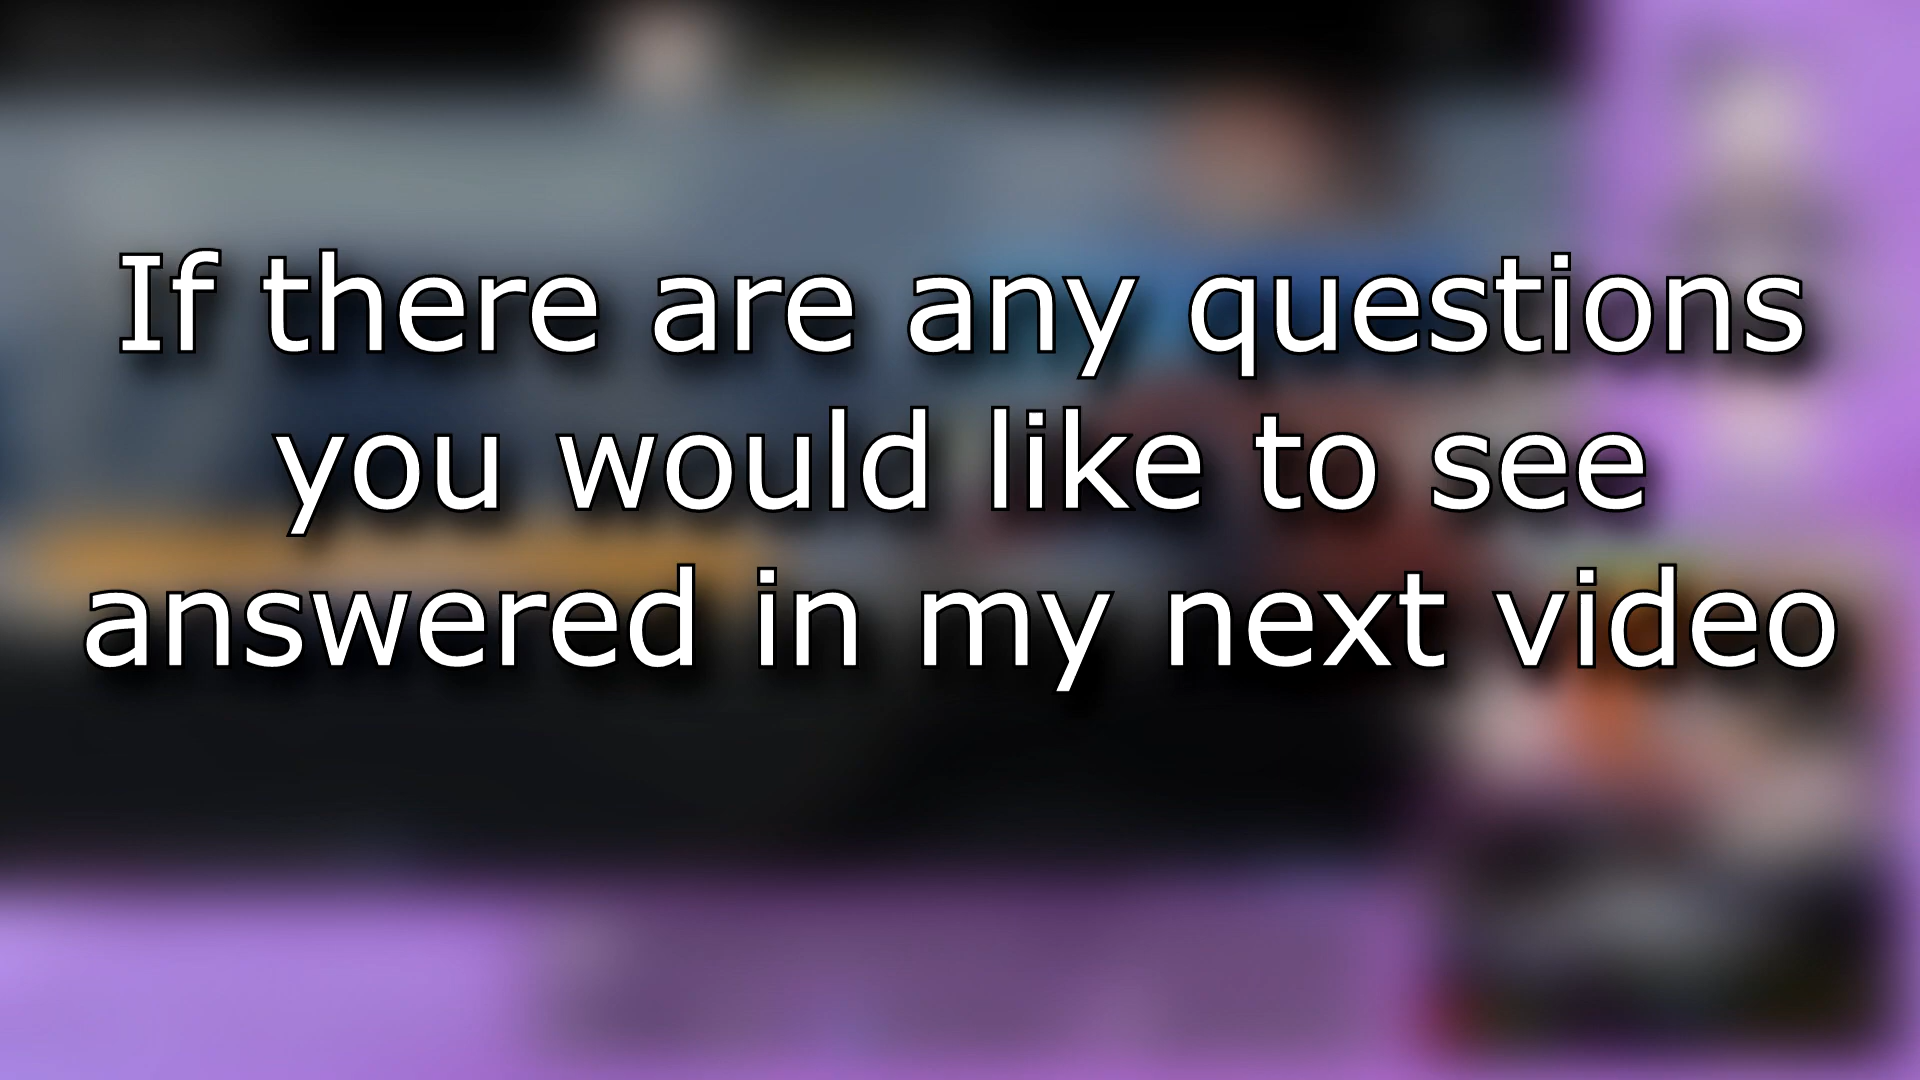 If there are any questions
you would like to see
answered in my next video